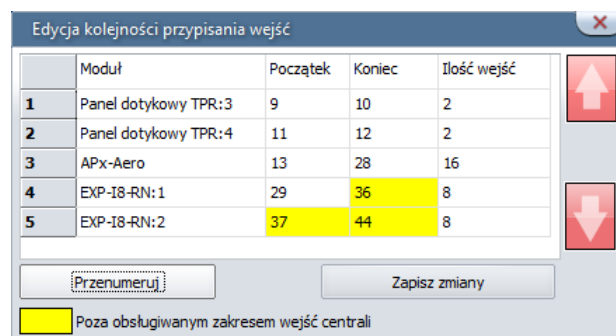 Edycja kolejności przypisania wejść
Moduł Początek Koniec Ilość wejść
1 Panel dotykowy TPR:3 9 10 2
2 Panel dotykowy TPR:4 11 12 2
3 APx-Aero 13 28 16
4 EXP-I8-RN:1 29 36 8
5 EXP-I8-RN:2 37 44 8
Przenumeruj Zapisz zmiany
Poza obsługiwanym zakresem wejść centrali